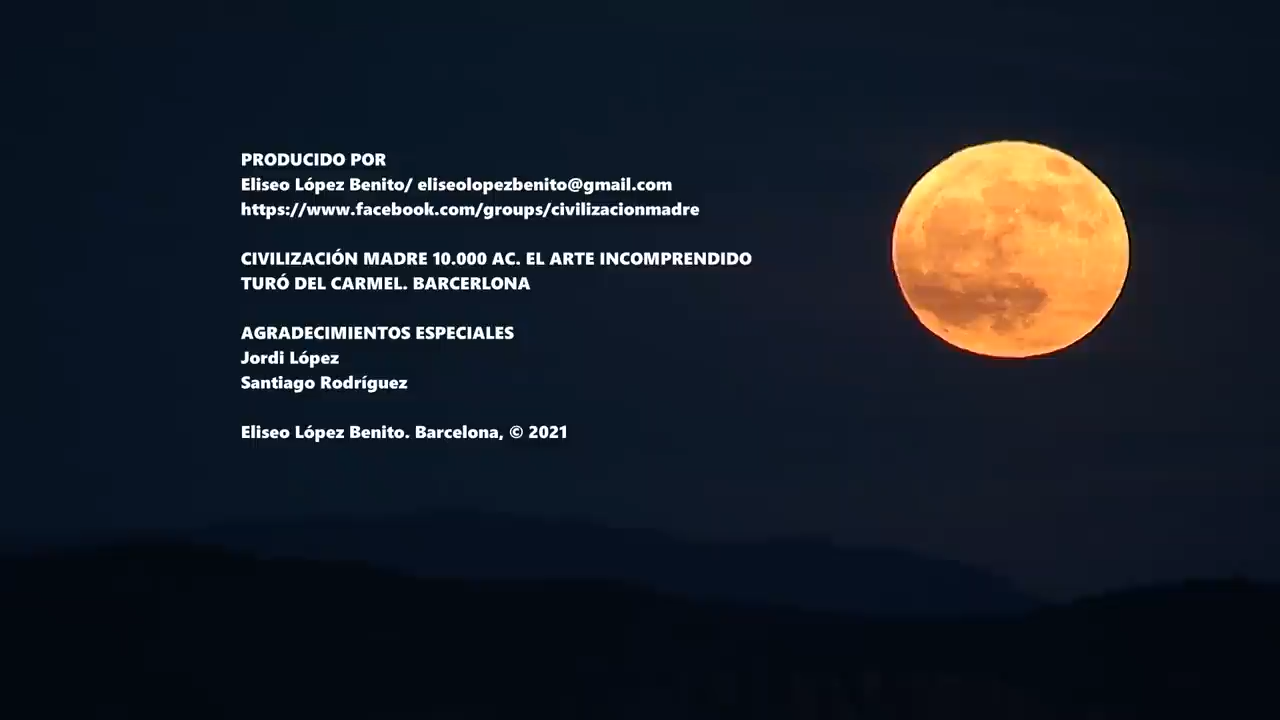 PRODUCIDO POR
Eliseo López Benito/ eliseolopezbenito@gmail.com
https://www.facebook.com/groups/civilizacionmadre
CIVILIZACIÓN MADRE 10.000 AC. EL ARTE INCOMPRENDIDO
TURÓ DEL CARMEL. BARCERLONA
AGRADECIMIENTOS ESPECIALES
Jordi López
Santiago Rodríguez
Eliseo López Benito. Barcelona, © 2021